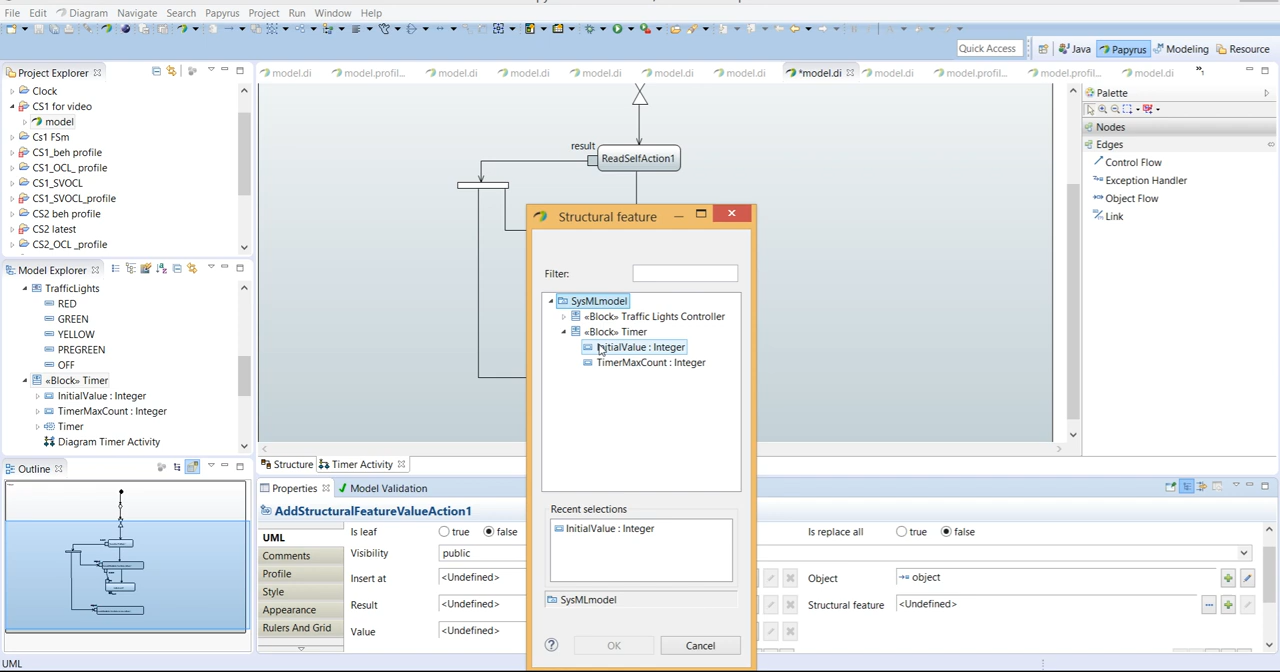 File Edit Diagram Navigate Search Papyrus Project Run Window Help
Quick Access
Java Papyrus Modeling Resource
Project Explorer
Clock
CS1 for video
model
Cs1 FSm
CS1_beh profile
CS1_OCL_ profile
CS1_SVOCL
CS1_SVOCL_profile
CS2 beh profile
CS2 latest
CS2_OCL _profile
model.di model.profil... model.di model.di model.di model.di model.di *model.di model.di model.profil... model.profil... model.di
result
ReadSelfAction1
Palette
Nodes
Edges
Control Flow
Exception Handler
Object Flow
Link
Model Explorer
TrafficLights
RED
GREEN
YELLOW
PREGREEN
OFF
«Block» Timer
InitialValue : Integer
TimerMaxCount : Integer
Timer
Diagram Timer Activity
Outline
Structural feature
Filter:
SysMLmodel
«Block» Traffic Lights Controller
«Block» Timer
InitialValue : Integer
TimerMaxCount : Integer
Recent selections
InitialValue : Integer
SysMLmodel
OK Cancel
Structure Timer Activity
Properties Model Validation
AddStructuralFeatureValueAction1
UML
Comments
Profile
Style
Appearance
Rulers And Grid
Is leaf true false
Is replace all true false
Visibility public
Insert at <Undefined>
Object object
Result <Undefined>
Structural feature <Undefined>
Value <Undefined>
UML